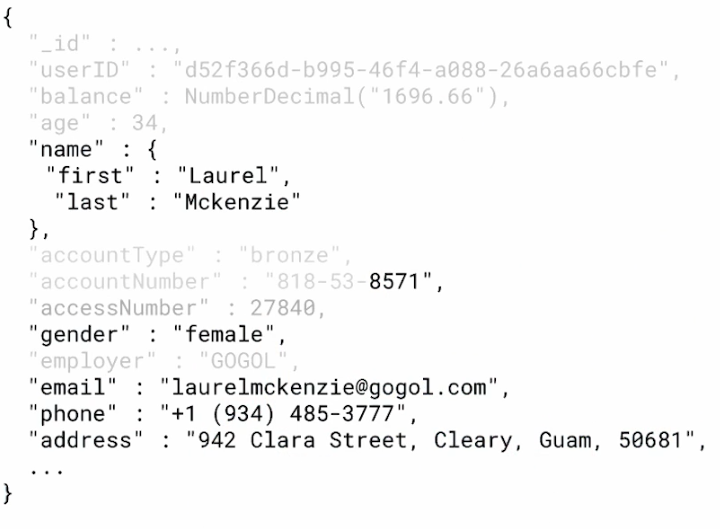 {
"_id" : ...,
"userID" : "d52f366d-b995-46f4-a088-26a6aa66cbfe",
"balance" : NumberDecimal("1696.66"),
"age" : 34,
"name" : {
"first" : "Laurel",
"last" : "Mckenzie"
},
"accountType" : "bronze",
"accountNumber" : "818-53-8571",
"accessNumber" : 27840,
"gender" : "female",
"employer" : "GOGOL",
"email" : "laurelmckenzie@gogol.com",
"phone" : "+1 (934) 485-3777",
"address" : "942 Clara Street, Cleary, Guam, 50681",
...
}